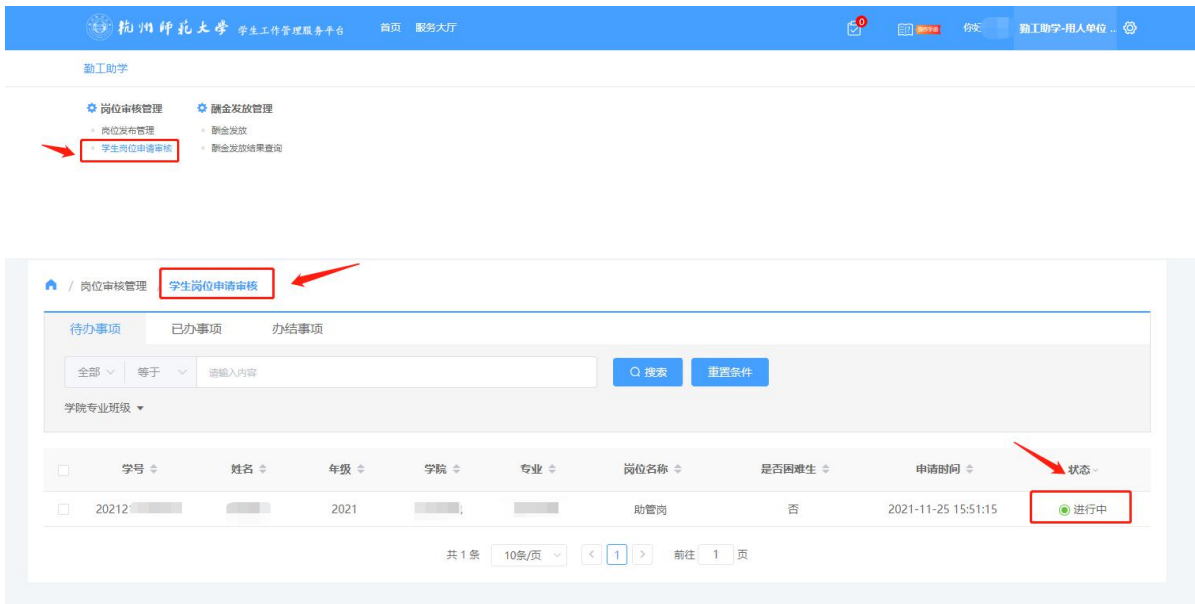 杭州师范大学 学生工作管理服务平台 首页 服务大厅 0 你好 勤工助学-用人单位 ..
勤工助学
岗位审核管理 酬金发放管理
岗位发布管理 酬金发放
学生岗位申请审核 酬金发放结果查询
/ 岗位审核管理 / 学生岗位申请审核
待办事项 已办事项 办结事项
全部 等于 请输入内容 搜索 重置条件
学院专业班级
学号 姓名 年级 学院 专业 岗位名称 是否困难生 申请时间 状态
20212 2021 助管岗 否 2021-11-25 15:51:15 进行中
共 1 条 10条/页 < 1 > 前往 1 页